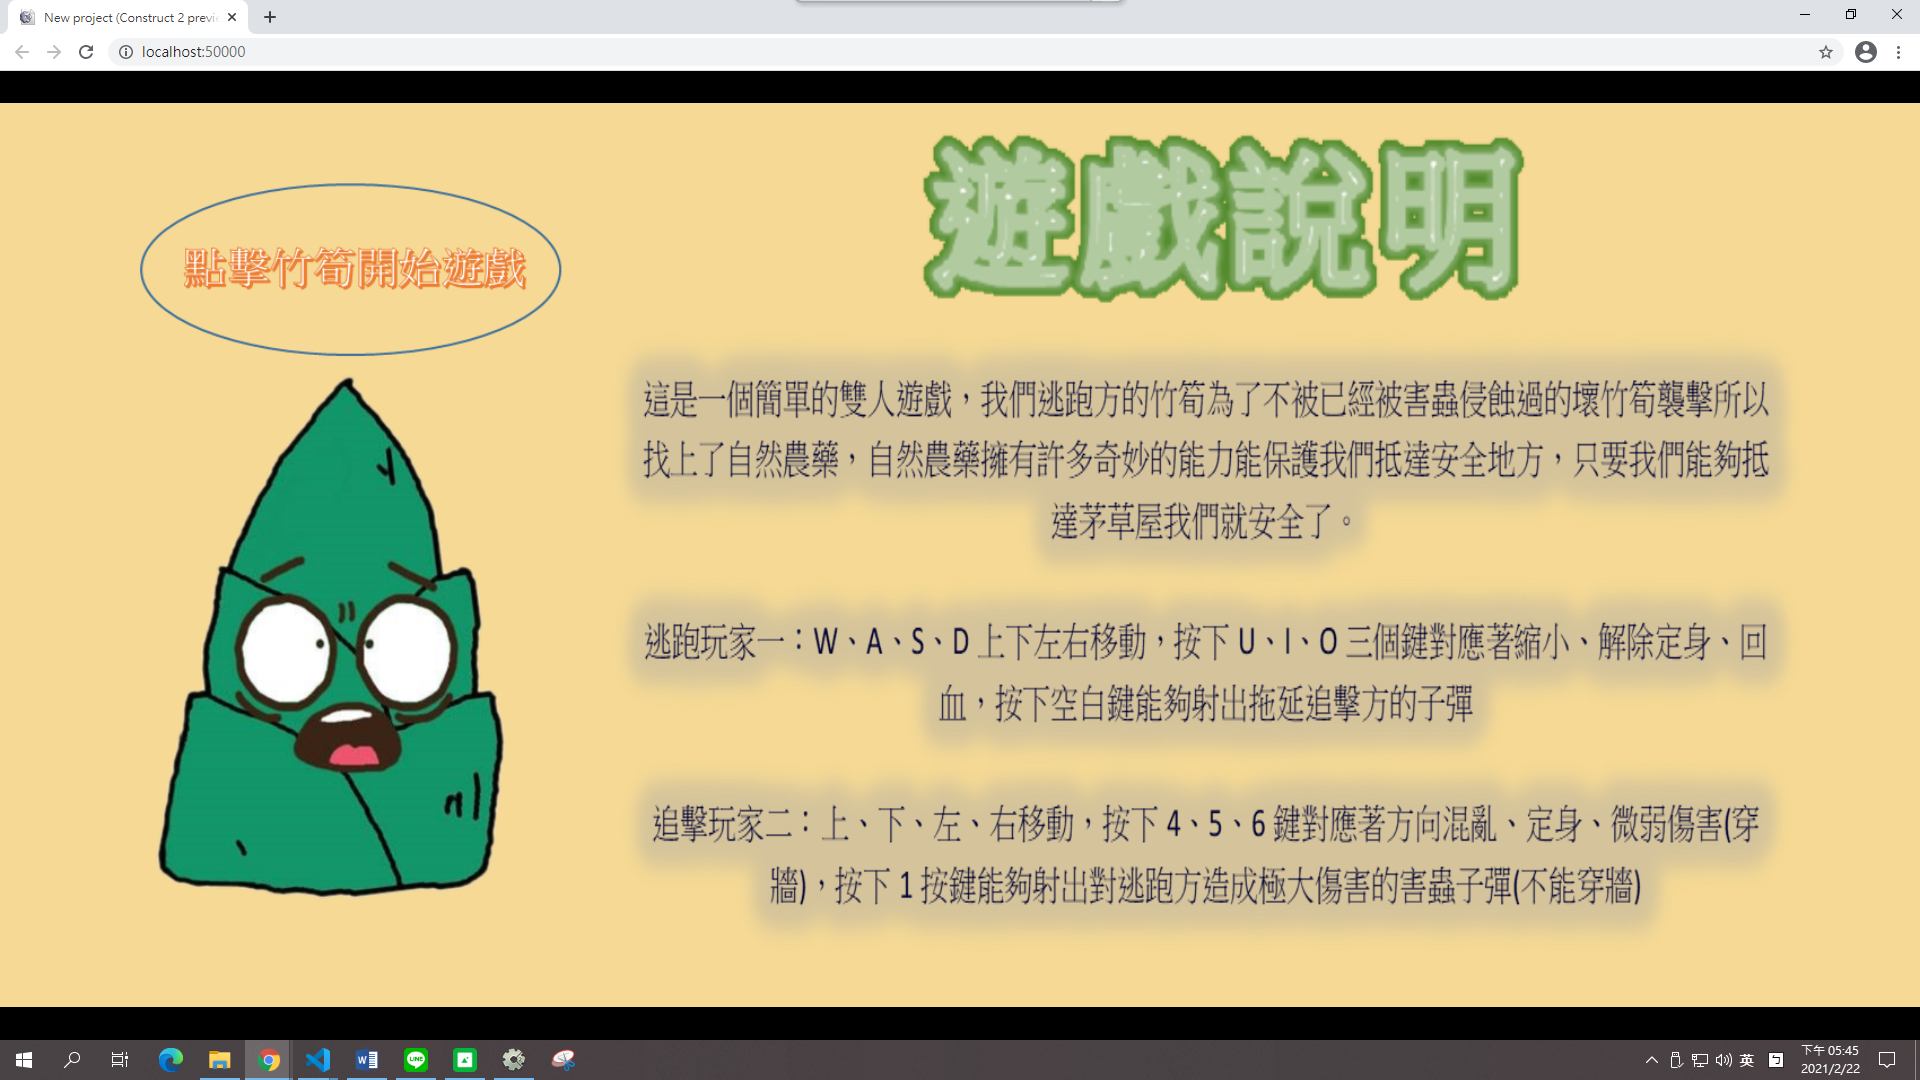 New project (Construct 2 previ
localhost:50000
遊戲說明
點擊竹筍開始遊戲
這是一個簡單的雙人遊戲，我們逃跑方的竹筍為了不被已經被害蟲侵蝕過的壞竹筍襲擊所以
找上了自然農藥，自然農藥擁有許多奇妙的能力能保護我們抵達安全地方，只要我們能夠抵
達茅草屋我們就安全了。
逃跑玩家一：W、A、S、D 上下左右移動，按下 U、I、O 三個鍵對應著縮小、解除定身、回
血，按下空白鍵能夠射出拖延追擊方的子彈
追擊玩家二：上、下、左、右移動，按下 4、5、6 鍵對應著方向混亂、定身、微弱傷害(穿
牆)，按下 1 按鍵能夠射出對逃跑方造成極大傷害的害蟲子彈(不能穿牆)
英
下午 05:45
2021/2/22